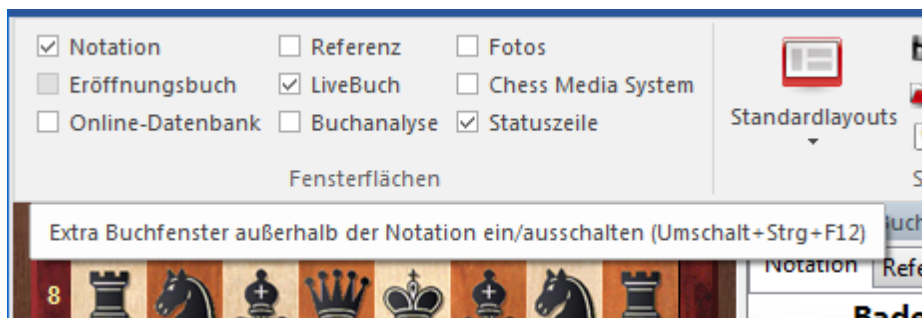 Notation Referenz Fotos
Eröffnungsbuch LiveBuch Chess Media System
Online-Datenbank Buchanalyse Statuszeile
Standardlayouts
Fensterflächen
Extra Buchfenster außerhalb der Notation ein/ausschalten (Umschalt+Strg+F12)
Notation
8